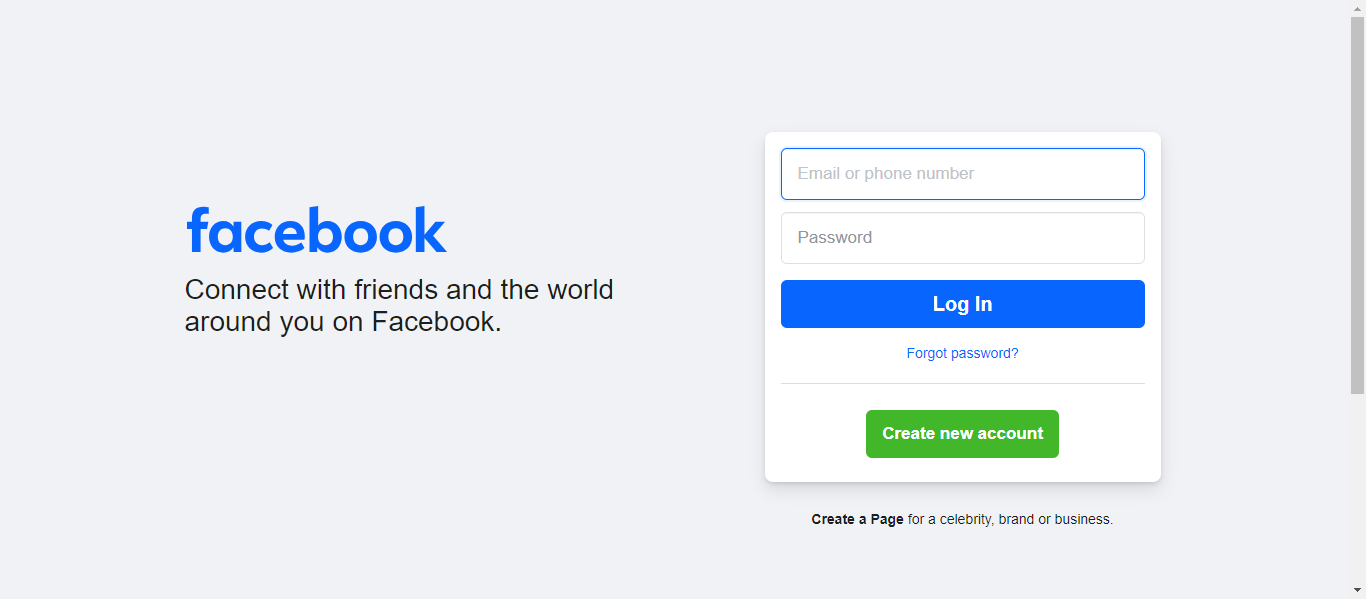 facebook
Connect with friends and the world
around you on Facebook.
Email or phone number
Password
Log In
Forgot password?
Create new account
Create a Page for a celebrity, brand or business.